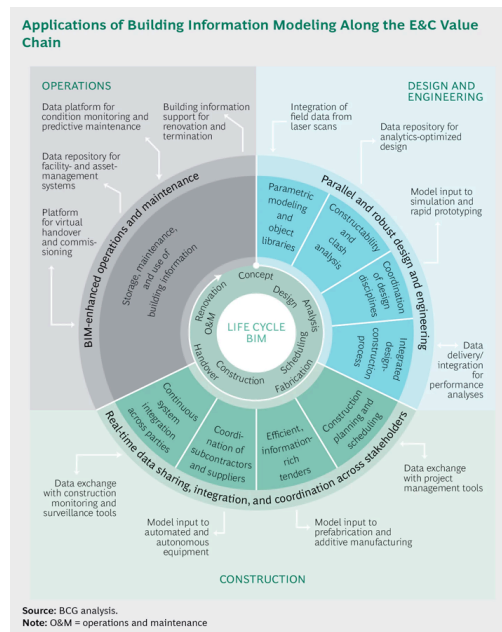 Applications of Building Information Modeling Along the E&C Value
Chain
OPERATIONS
DESIGN AND
ENGINEERING
Data platform for
condition monitoring and
predictive maintenance
Building information
support for
renovation and
termination
Integration of
field data from
laser scans
Data repository for
analytics-optimized
design
Data repository for
facility- and asset-
management
systems
Model input to
simulation and
rapid prototyping
Platform
for virtual
handover
and commis-
sioning
Data
delivery/
integration
for
performance
analyses
BIM-enhanced operations and maintenance
Storage, maintenance,
and use of
building information
Parallel and robust design and engineering
Parametric
modeling
and
object
libraries
Constructability
and
clash
analysis
Coordination
of design
disciplines
Integrated
design-
construction
process
LIFE CYCLE
BIM
Concept
Design
Analysis
Scheduling
Fabrication
Construction
Handover
O&M
Renovation
Continuous
system
integration
across parties
Coordi-
nation of
subcontractors
and suppliers
Efficient,
information-
rich
tenders
Construction
planning and
scheduling
Real-time data sharing, integration, and coordination across stakeholders
Data exchange
with construction
monitoring and
surveillance tools
Model input to
automated and
autonomous
equipment
Model input to
prefabrication and
additive manufacturing
Data exchange
with project
management tools
CONSTRUCTION
Source: BCG analysis.
Note: O&M = operations and maintenance